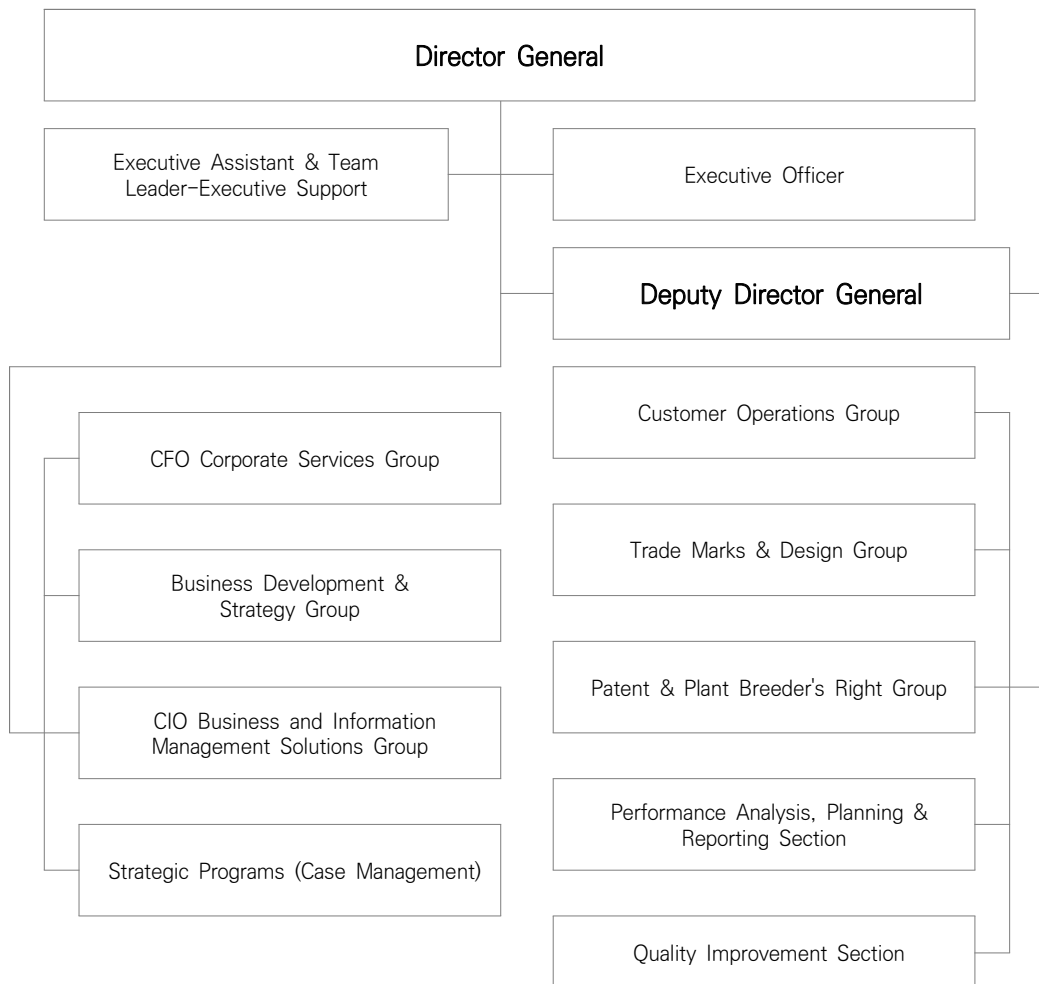 Director General
Executive Assistant & Team
Leader-Executive Support
Executive Officer
Deputy Director General
CFO Corporate Services Group
Business Development &
Strategy Group
CIO Business and Information
Management Solutions Group
Strategic Programs (Case Management)
Customer Operations Group
Trade Marks & Design Group
Patent & Plant Breeder's Right Group
Performance Analysis, Planning &
Reporting Section
Quality Improvement Section